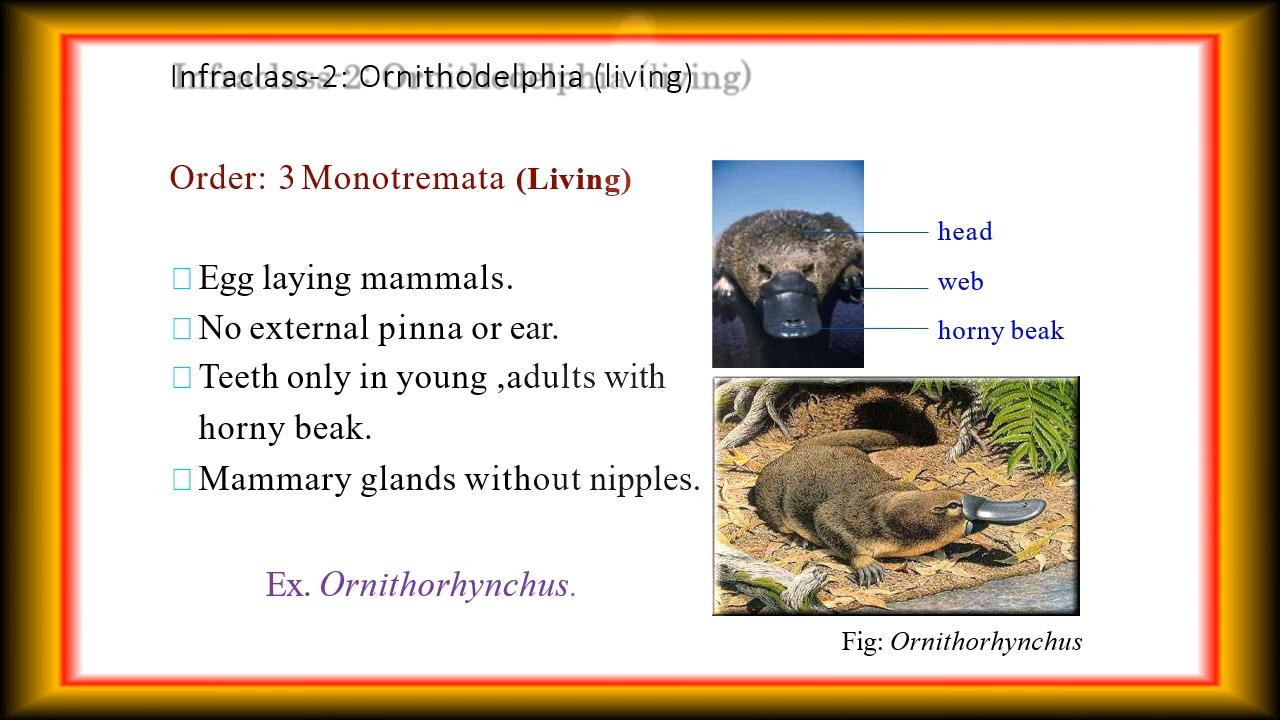 Infraclass-2: Ornithodelphia (living)
Order: 3 Monotremata (Living)
Egg laying mammals.
No external pinna or ear.
Teeth only in young ,adults with
horny beak.
Mammary glands without nipples.
Ex. Ornithorhynchus.
head
web
horny beak
Fig: Ornithorhynchus